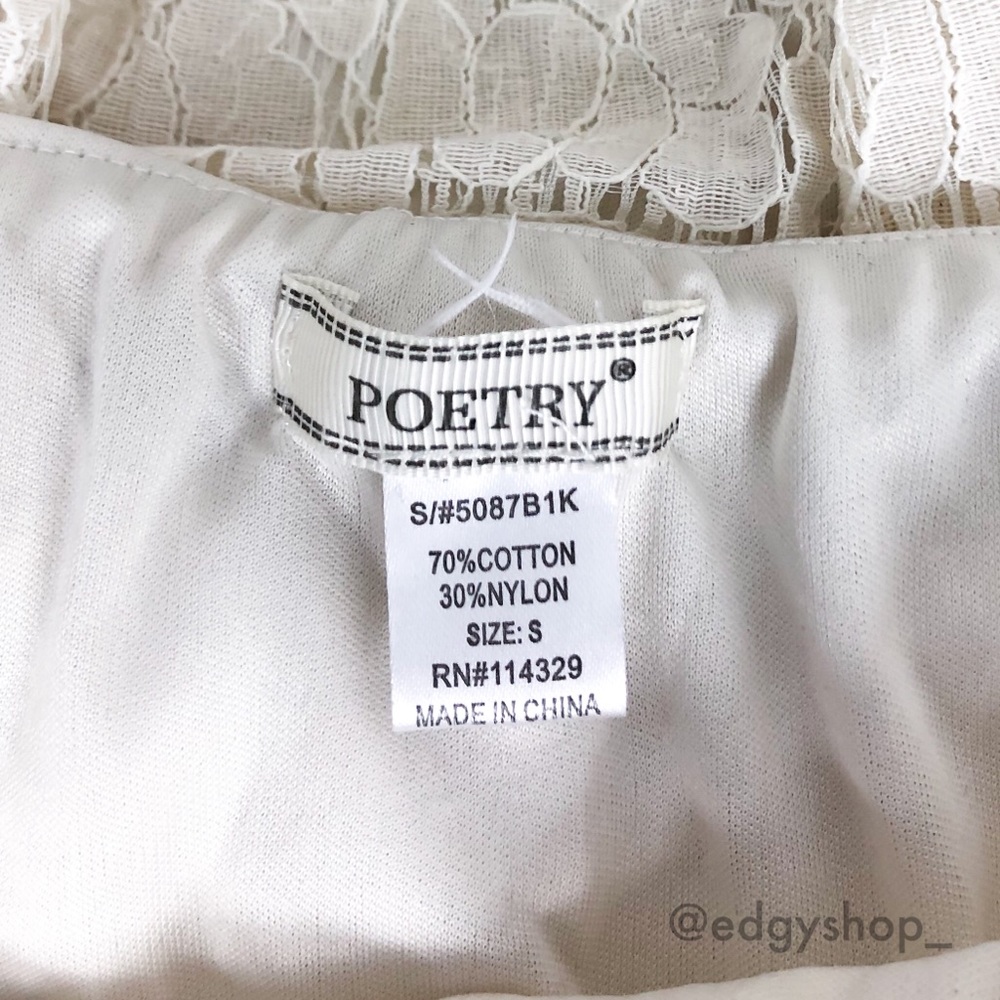 POETRY®
S/#5087B1K
70%COTTON
30%NYLON
SIZE: S
RN#114329
MADE IN CHINA
@edgyshop_